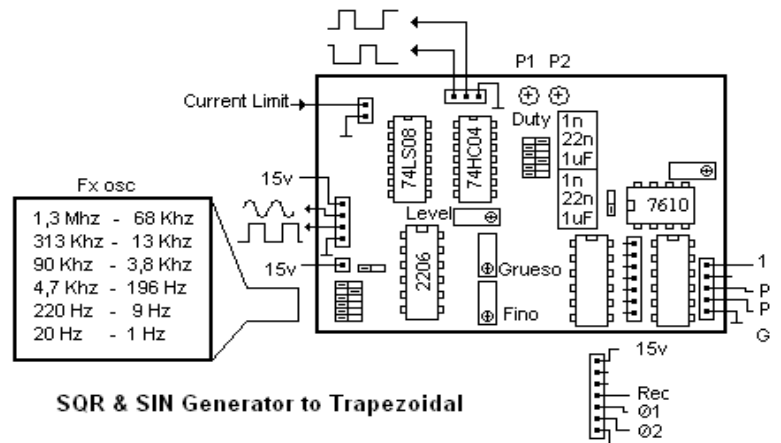 P1 P2
Current Limit
Duty
1n
22n
1uF
1n
22n
1uF
74LS08
74HC04
7610
Fx osc
1,3 Mhz - 68 Khz
313 Khz - 13 Khz
90 Khz - 3,8 Khz
4,7 Khz - 196 Hz
220 Hz - 9 Hz
20 Hz - 1 Hz
15v
15v
Level
2206
Grueso
Fino
1
P
P
G
15v
Rec
Ø1
Ø2
SQR & SIN Generator to Trapezoidal